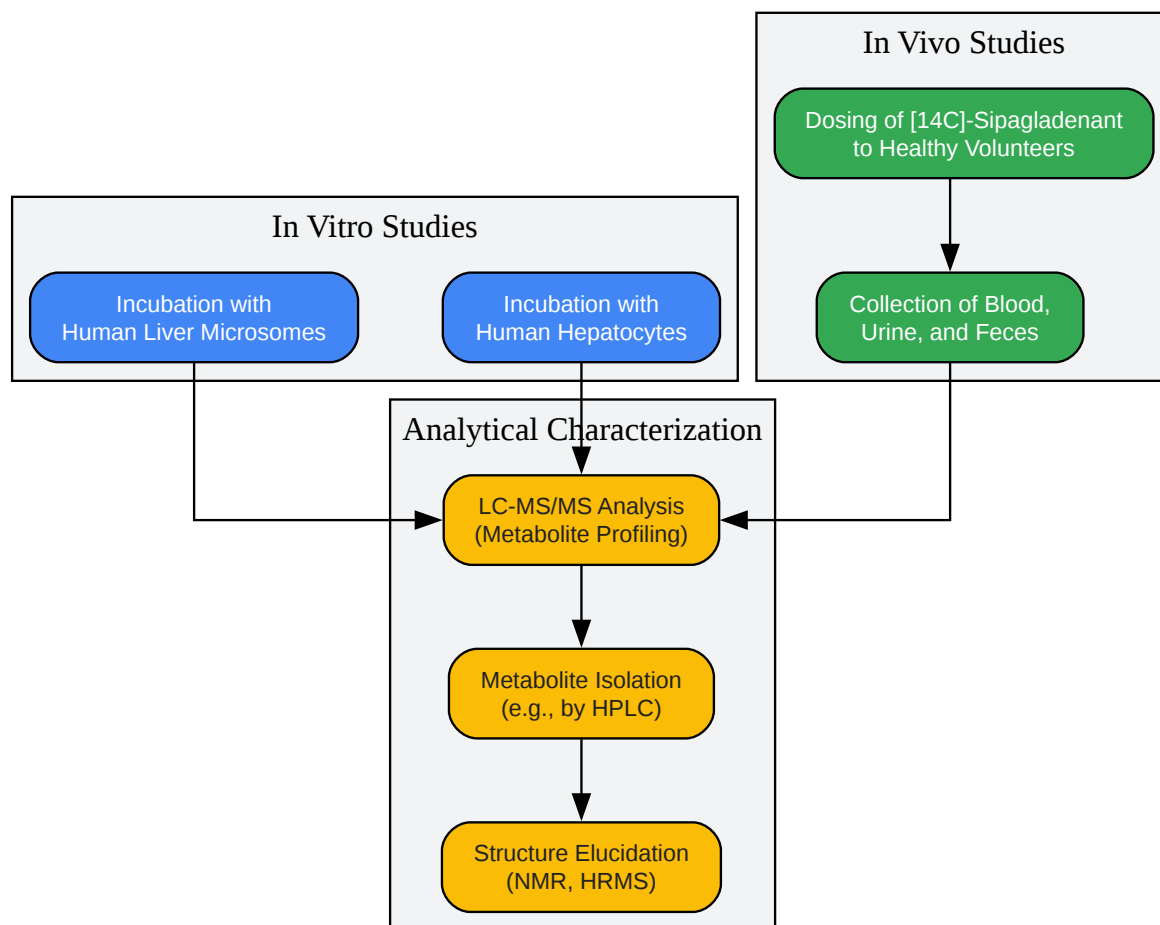 In Vivo Studies
Dosing of [14C]-Sipagladenant
to Healthy Volunteers
In Vitro Studies
Incubation with
Human Liver Microsomes
Incubation with
Human Hepatocytes
Collection of Blood,
Urine, and Feces
Analytical Characterization
LC-MS/MS Analysis
(Metabolite Profiling)
Metabolite Isolation
(e.g., by HPLC)
Structure Elucidation
(NMR, HRMS)